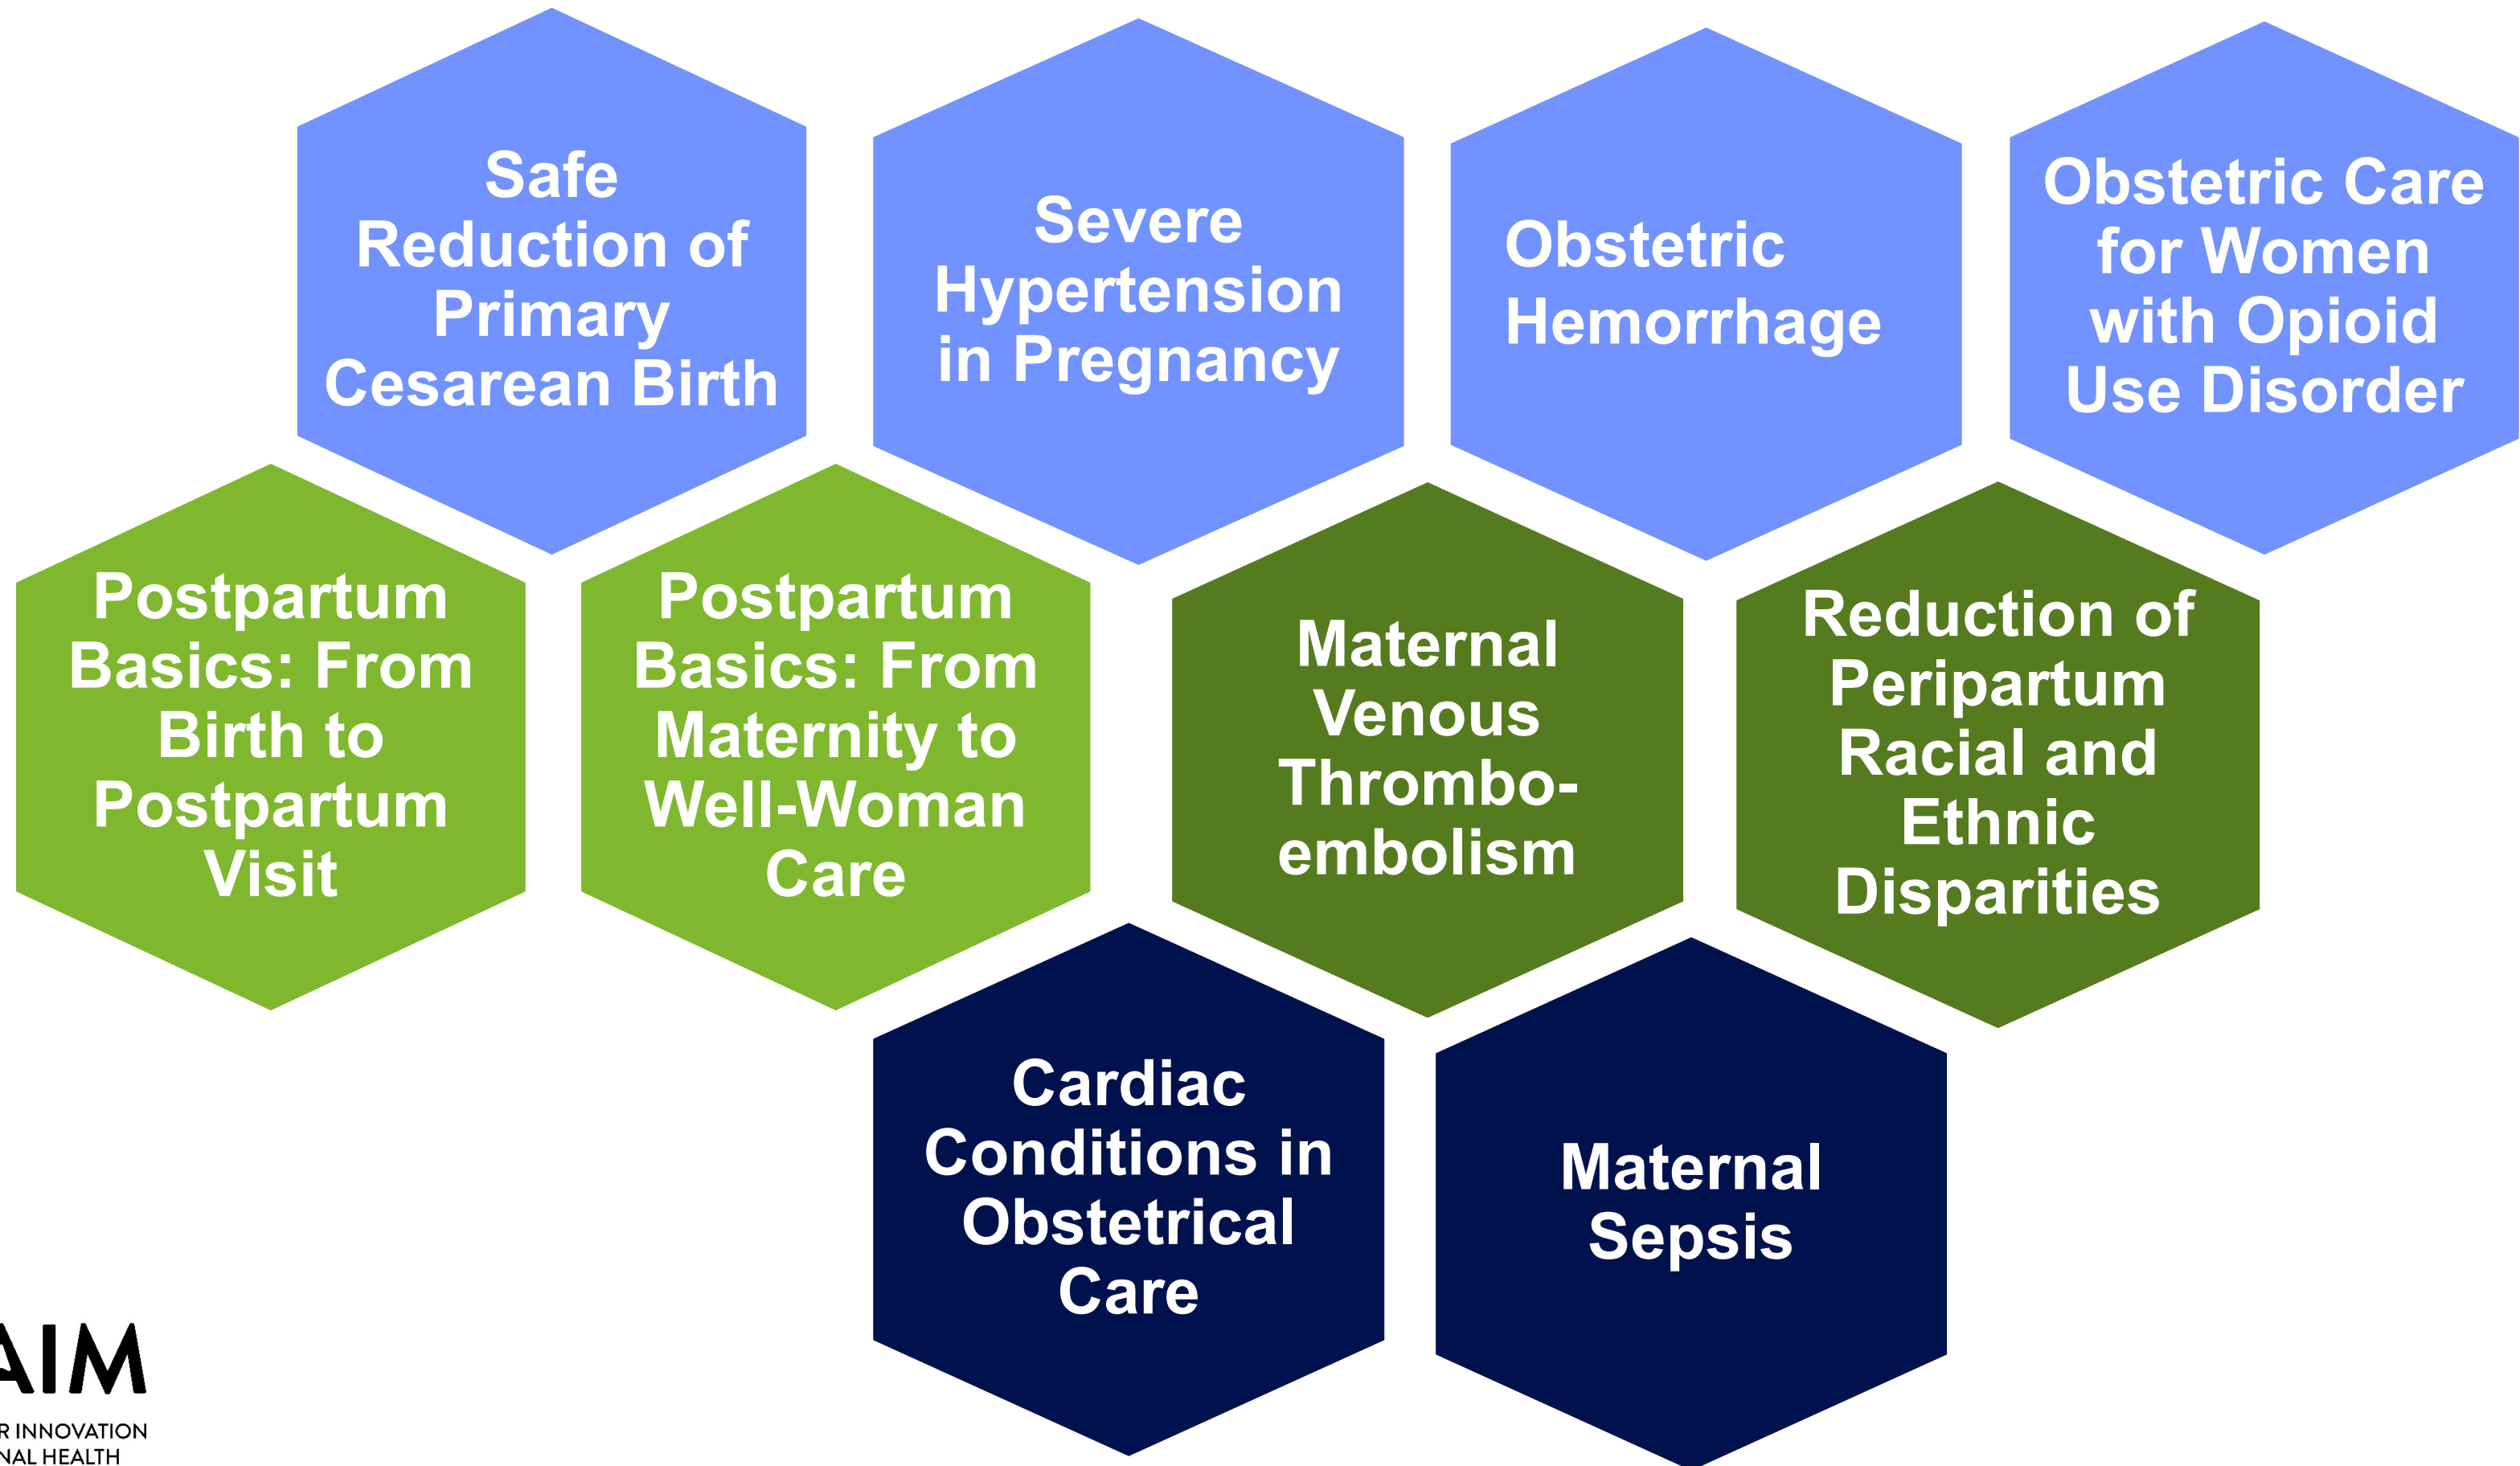 Safe
Reduction of
Primary
Cesarean Birth
Severe
Hypertension
in Pregnancy
Obstetric
Hemorrhage
Obstetric Care
for Women
with Opioid
Use Disorder
Postpartum
Basics: From
Birth to
Postpartum
Visit
Postpartum
Basics: From
Maternity to
Well-Woman
Care
Maternal
Venous
Thrombo-
embolism
Reduction of
Peripartum
Racial and
Ethnic
Disparities
Cardiac
Conditions in
Obstetrical
Care
Maternal
Sepsis
AIM
R INNOVATION
NAL HEALTH